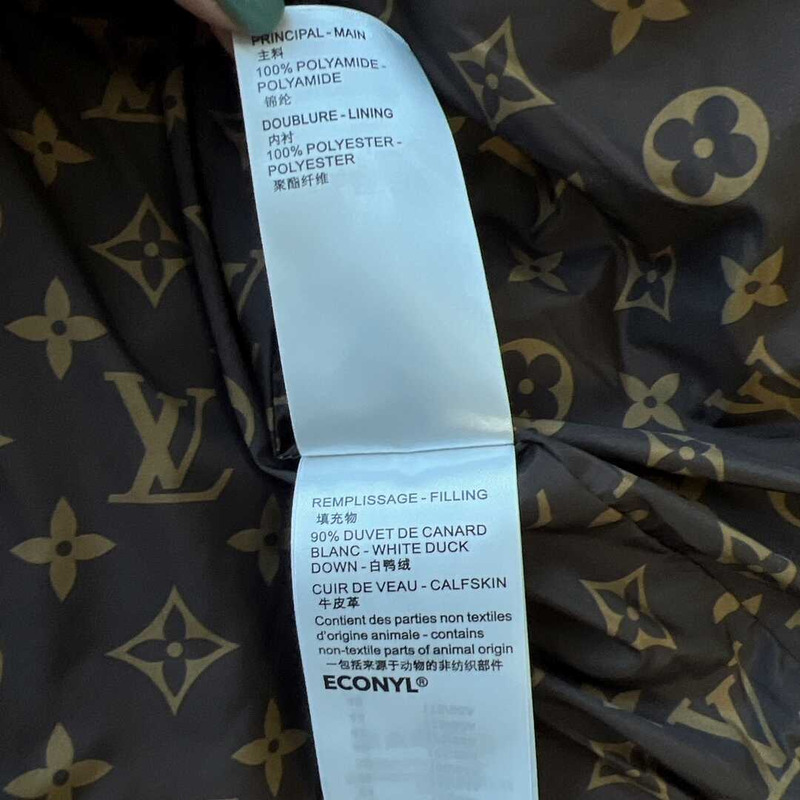 PRINCIPAL - MAIN
主料
100% POLYAMIDE -
POLYAMIDE
锦纶
DOUBLURE - LINING
内衬
100% POLYESTER -
POLYESTER
聚酯纤维
REMPLISSAGE - FILLING
填充物
90% DUVET DE CANARD
BLANC - WHITE DUCK
DOWN - 白鸭绒
CUIR DE VEAU - CALFSKIN
牛皮革
Contient des parties non textiles
d'origine animale - contains
non-textile parts of animal origin
一包括来源于动物的非纺织部件
ECONYL®